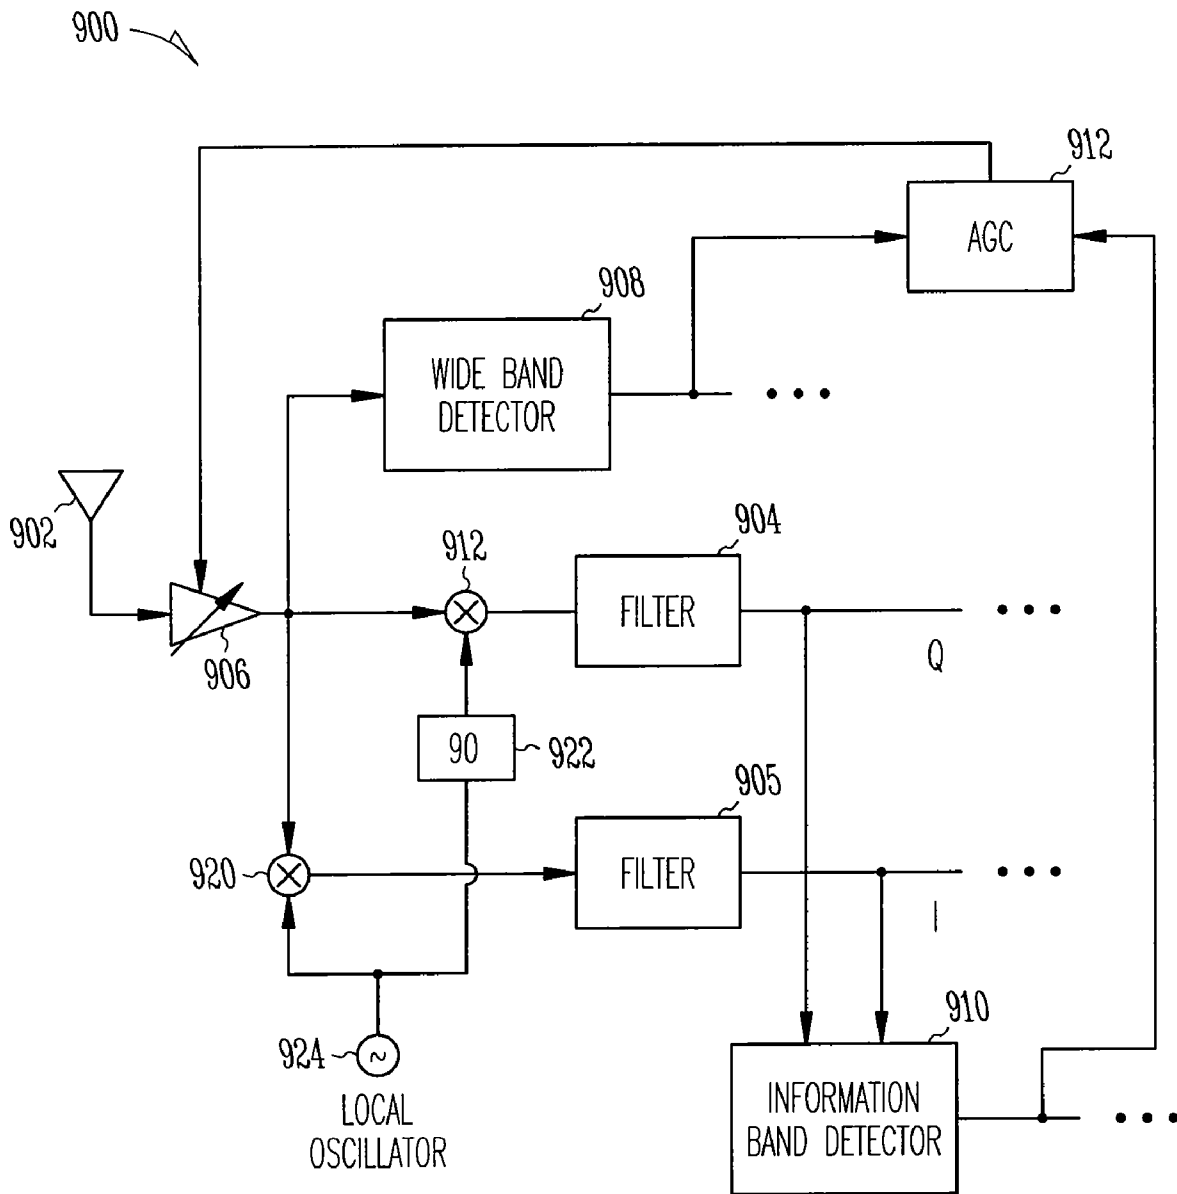 900
912
AGC
908
WIDE BAND
DETECTOR
902
912
904
FILTER
906
Q
90
922
905
920
FILTER
I
924
910
LOCAL
OSCILLATOR
INFORMATION
BAND DETECTOR